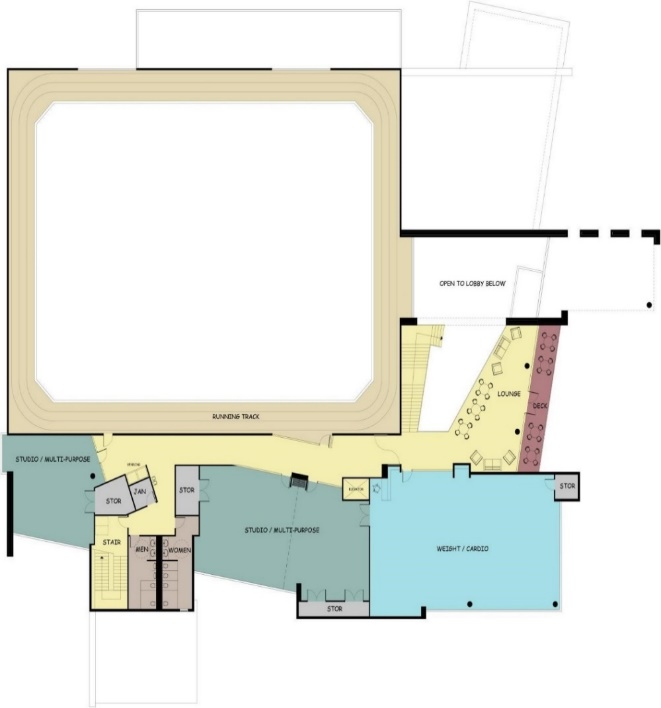 OPEN TO LOBBY BELOW
LOUNGE
DECK
RUNNING TRACK
STUDIO / MULTI-PURPOSE
STOR
JAN
STOR
STOR
STAIR
MEN
WOMEN
STUDIO / MULTI-PURPOSE
WEIGHT / CARDIO
STOR